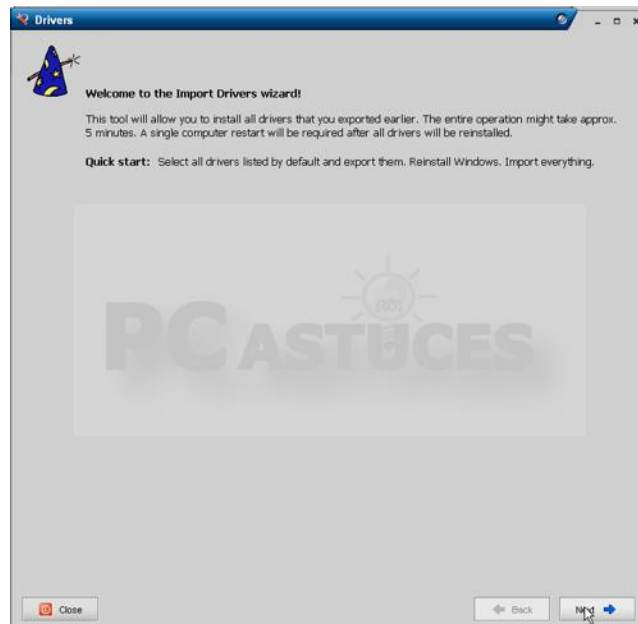 Drivers
Welcome to the Import Drivers wizard!
This tool will allow you to install all drivers that you exported earlier. The entire operation might take approx.
5 minutes. A single computer restart will be required after all drivers will be reinstalled.
Quick start: Select all drivers listed by default and export them. Reinstall Windows. Import everything.
PC ASTUCES
Close
Back
Next